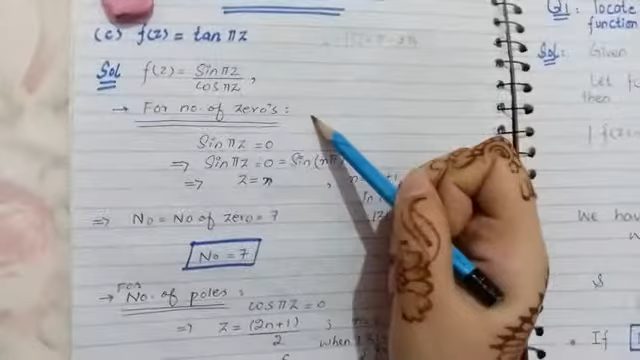 (c) f(z) = tan πz
Sol f(z) = sin πz / cos πz ,
→ For no. of zero's :
sin πz = 0
⇒ sin πz = 0 = sin(nπ)
⇒ z = n ,
⇒ N₀ = No of zero = 7
N₀ = 7
→ For No. of poles :
cos πz = 0
⇒ z = (2n+1) / 2
when
Q1: locate
function
Sol: Given
Let f
then
| f(z)
We hav
If